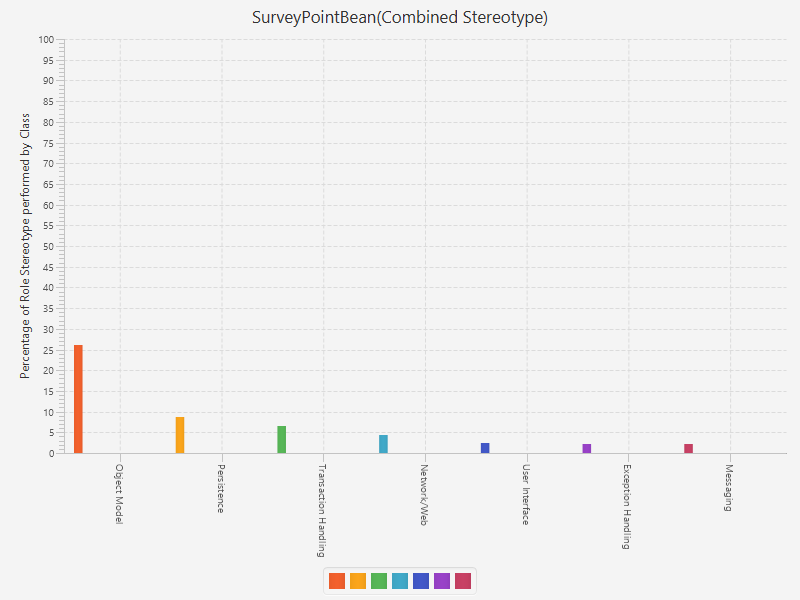 SurveyPointBean(Combined Stereotype)
Percentage of Role Stereotype performed by Class
100
95
90
85
80
75
70
65
60
55
50
45
40
35
30
25
20
15
10
5
0
Object Model
Persistence
Transaction Handling
Network/Web
User Interface
Exception Handling
Messaging